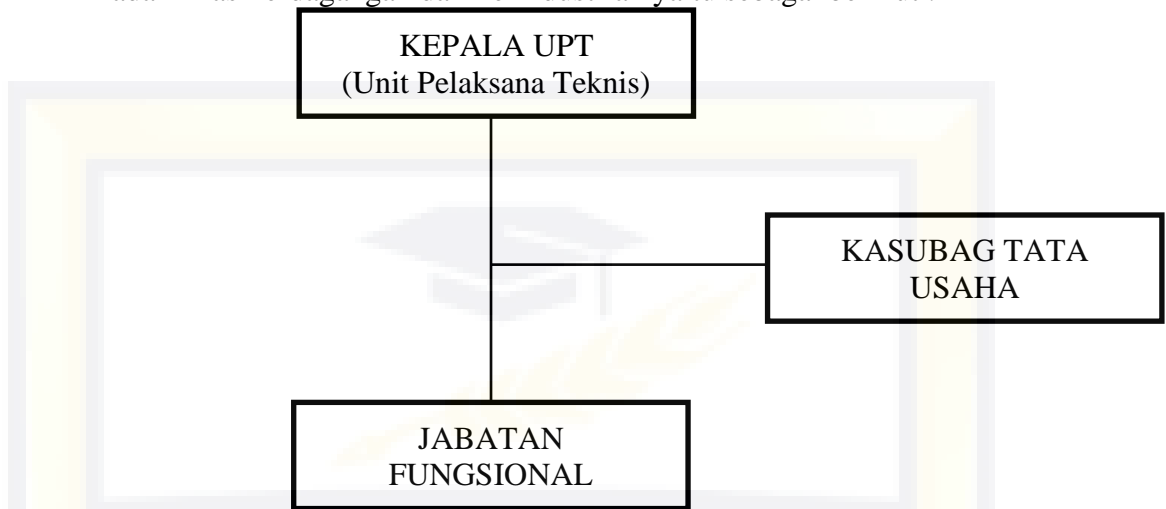 KEPALA UPT
(Unit Pelaksana Teknis)
KASUBAG TATA
USAHA
JABATAN
FUNGSIONAL